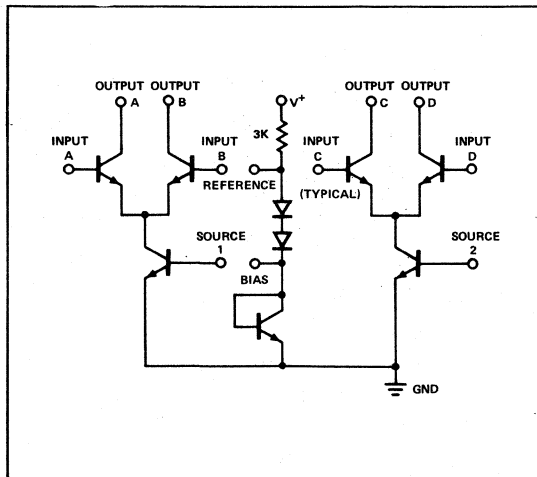 OUTPUT OUTPUT
A B
V+
OUTPUT OUTPUT
C D
3K
INPUT
A
INPUT
B
REFERENCE
INPUT
C
(TYPICAL)
INPUT
D
SOURCE
1
BIAS
SOURCE
2
GND